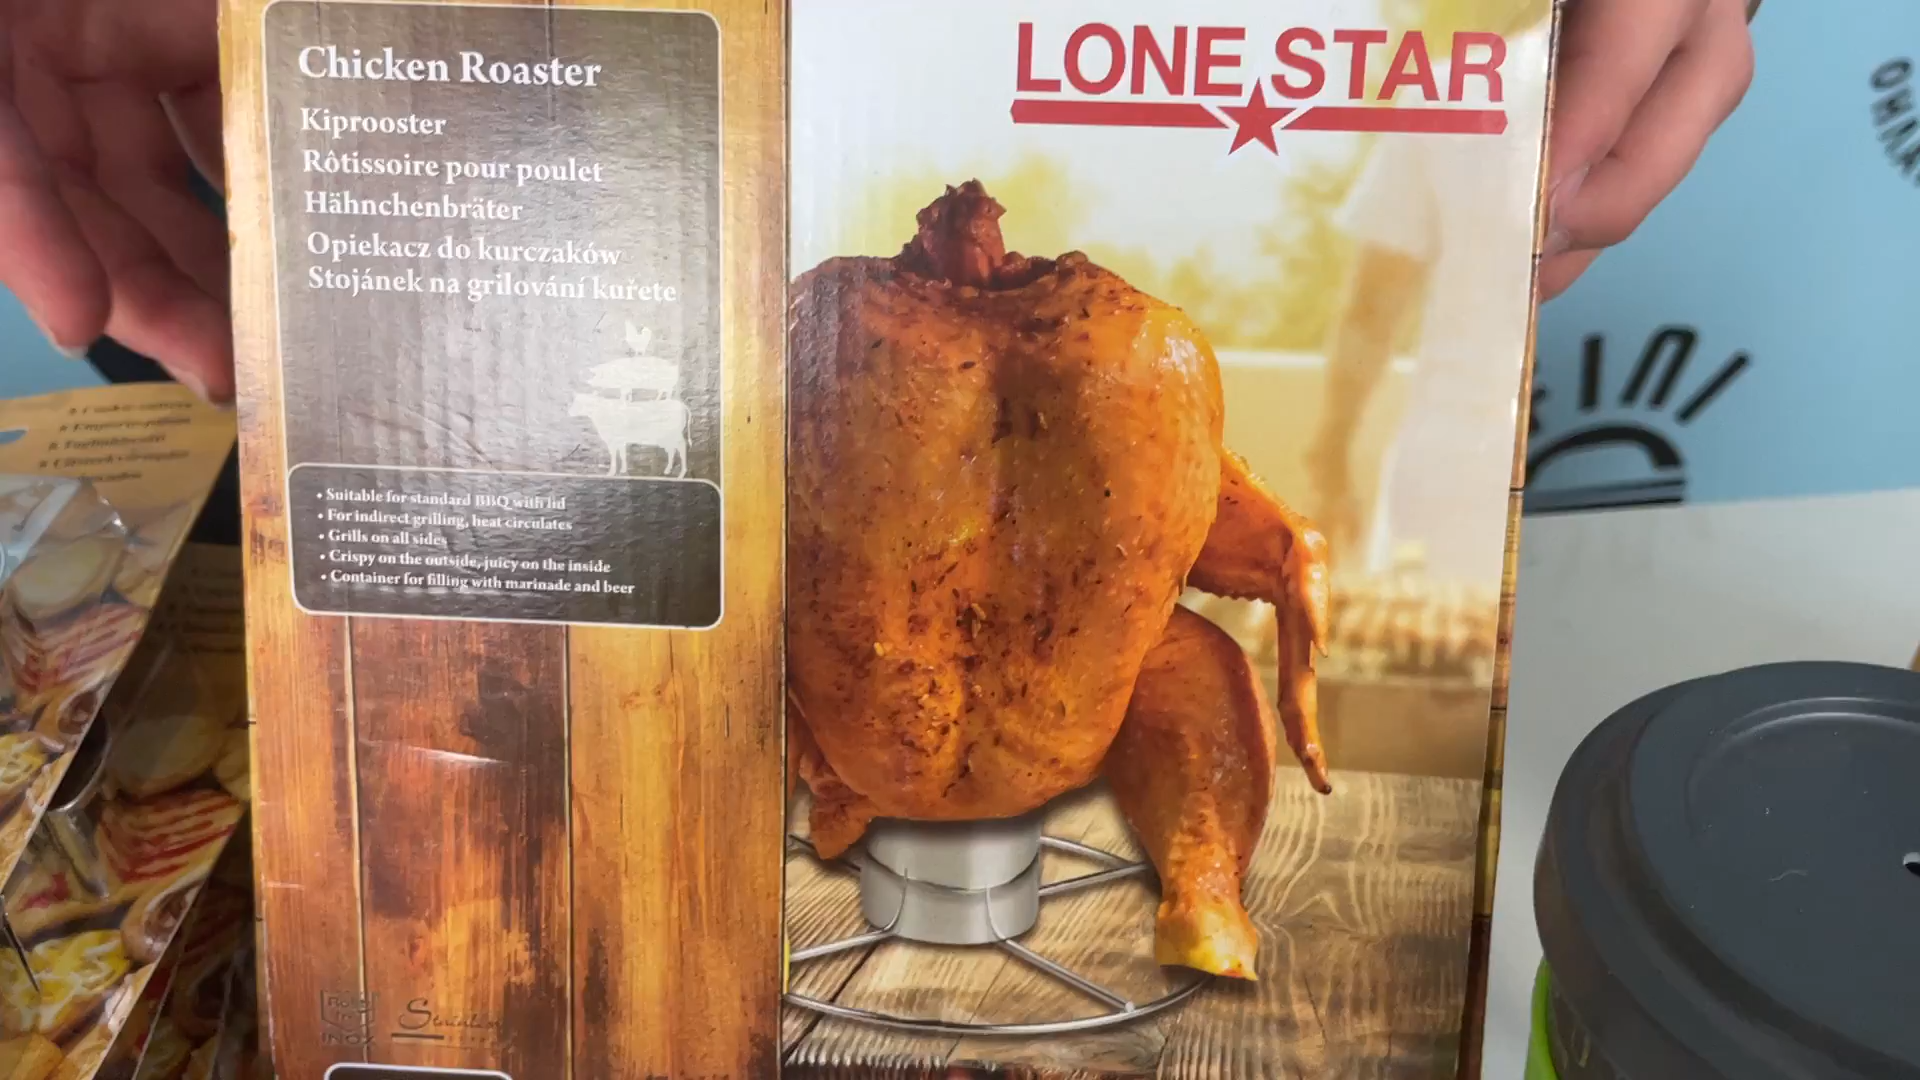 Chicken Roaster
Kiprooster
Rôtissoire pour poulet
Hähnchenbräter
Opiekacz do kurczaków
Stojánek na grilování kuřete
• Suitable for standard BBQ with lid
• For indirect grilling, heat circulates
• Grills on all sides
• Crispy on the outside, juicy on the inside
• Container for filling with marinade and beer
LONE STAR
INOX
Stainless